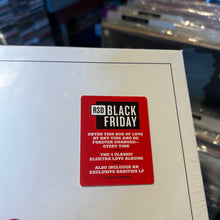 RSD BLACK
FRIDAY
ENTER THIS BOX OF LOVE
AT ANY TIME AND BE
FOREVER CHANGED—
EVERY TIME
THE 4 CLASSIC
ELEKTRA LOVE ALBUMS
ALSO INCLUDES AN
EXCLUSIVE RARITIES LP